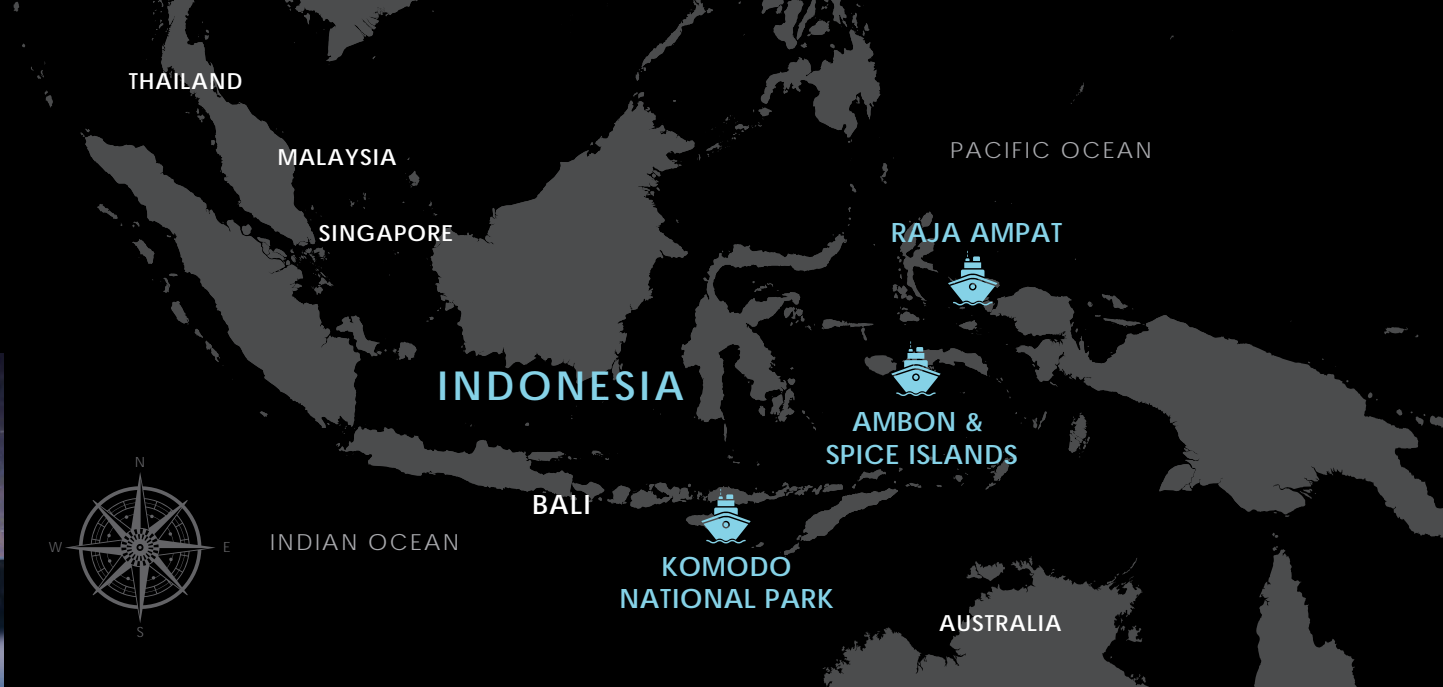 THAILAND
MALAYSIA
PACIFIC OCEAN
SINGAPORE
RAJA AMPAT
INDONESIA
AMBON &
SPICE ISLANDS
BALI
N
W
E
S
INDIAN OCEAN
KOMODO
NATIONAL PARK
AUSTRALIA